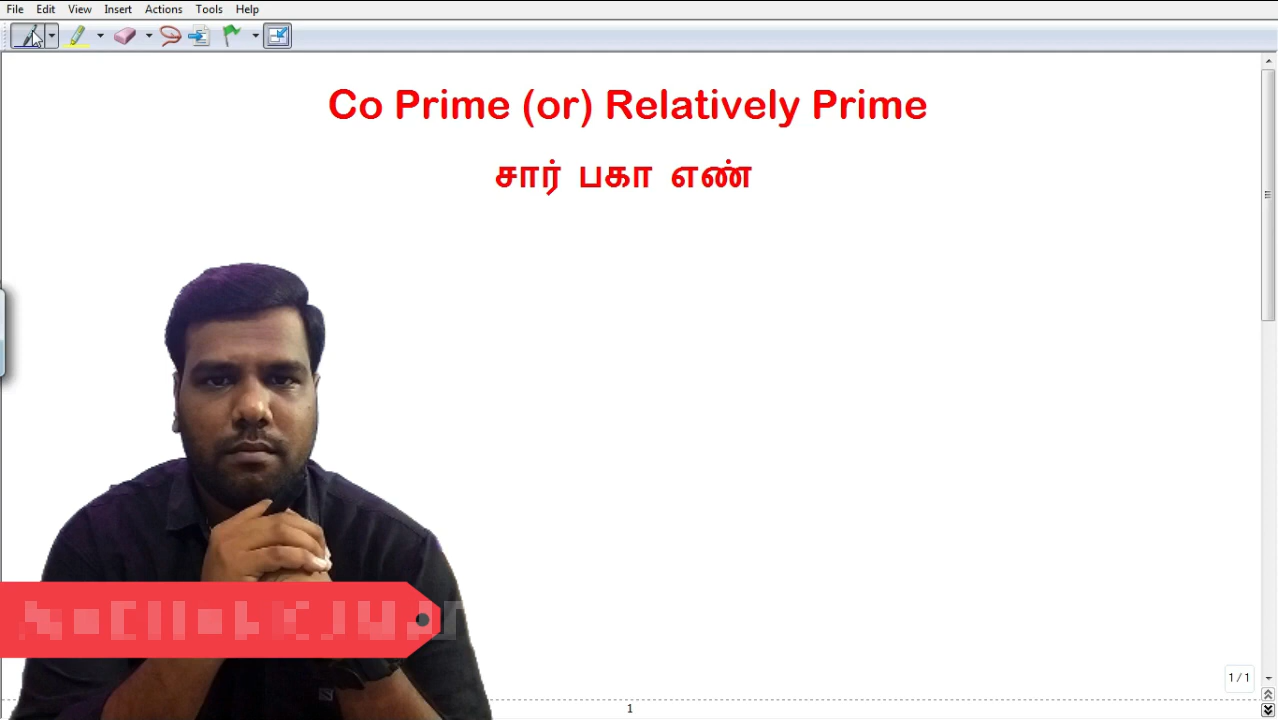 File Edit View Insert Actions Tools Help
Co Prime (or) Relatively Prime
சார் பகா எண்
1 / 1
1